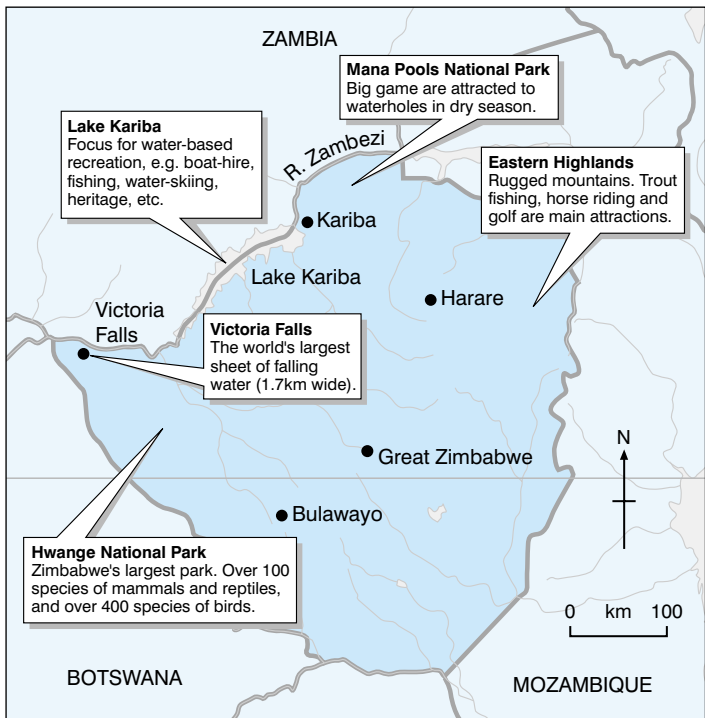 ZAMBIA
Mana Pools National Park
Big game are attracted to
waterholes in dry season.
Lake Kariba
Focus for water-based
recreation, e.g. boat-hire,
fishing, water-skiing,
heritage, etc.
R. Zambezi
Eastern Highlands
Rugged mountains. Trout
fishing, horse riding and
golf are main attractions.
Kariba
Lake Kariba
Harare
Victoria
Falls
Victoria Falls
The world's largest
sheet of falling
water (1.7km wide).
Great Zimbabwe
N
Bulawayo
Hwange National Park
Zimbabwe's largest park. Over 100
species of mammals and reptiles,
and over 400 species of birds.
0 km 100
BOTSWANA
MOZAMBIQUE